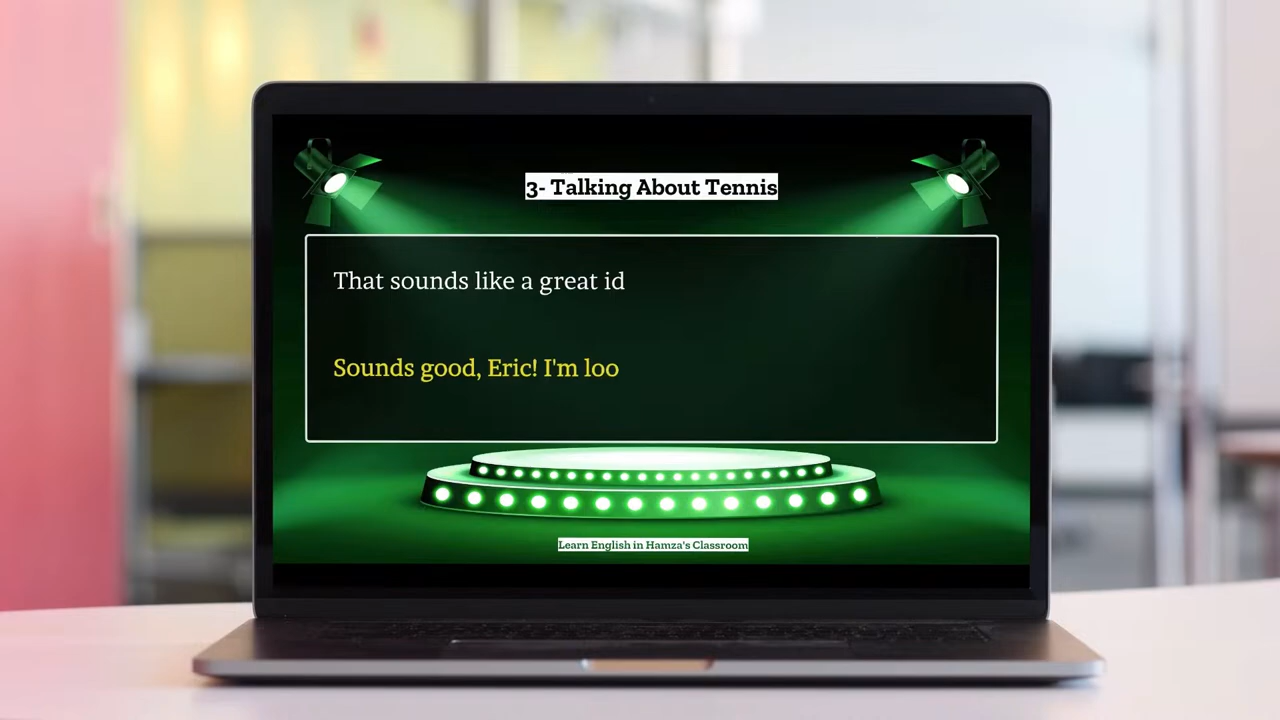 3- Talking About Tennis
That sounds like a great id
Sounds good, Eric! I'm loo
Learn English in Hamza's Classroom